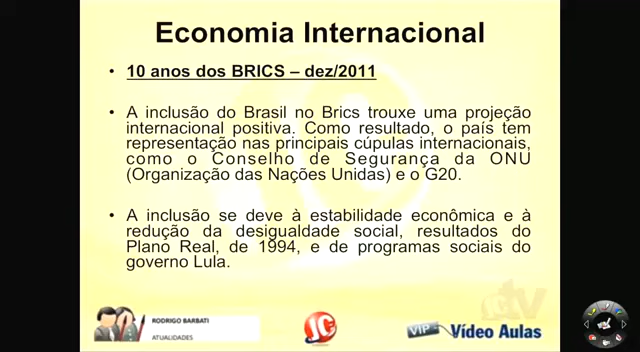 Economia Internacional
• 10 anos dos BRICS – dez/2011
• A inclusão do Brasil no Brics trouxe uma projeção
internacional positiva. Como resultado, o país tem
representação nas principais cúpulas internacionais,
como o Conselho de Segurança da ONU
(Organização das Nações Unidas) e o G20.
• A inclusão se deve à estabilidade econômica e à
redução da desigualdade social, resultados do
Plano Real, de 1994, e de programas sociais do
governo Lula.
RODRIGO BARBATI
ATUALIDADES
JC
VIP
Vídeo Aulas